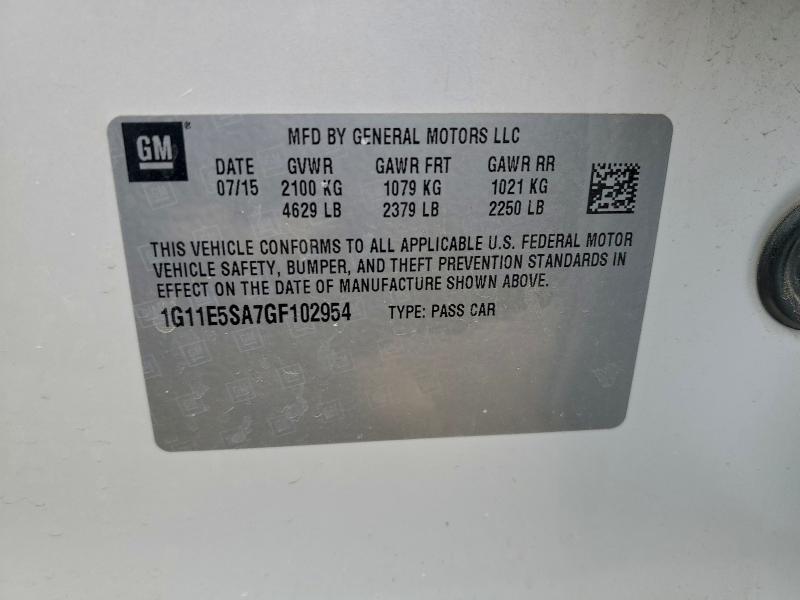 GM ®
MFD BY GENERAL MOTORS LLC
DATE GVWR GAWR FRT GAWR RR
07/15 2100 KG 1079 KG 1021 KG
4629 LB 2379 LB 2250 LB
THIS VEHICLE CONFORMS TO ALL APPLICABLE U.S. FEDERAL MOTOR
VEHICLE SAFETY, BUMPER, AND THEFT PREVENTION STANDARDS IN
EFFECT ON THE DATE OF MANUFACTURE SHOWN ABOVE.
1G11E5SA7GF102954 TYPE: PASS CAR